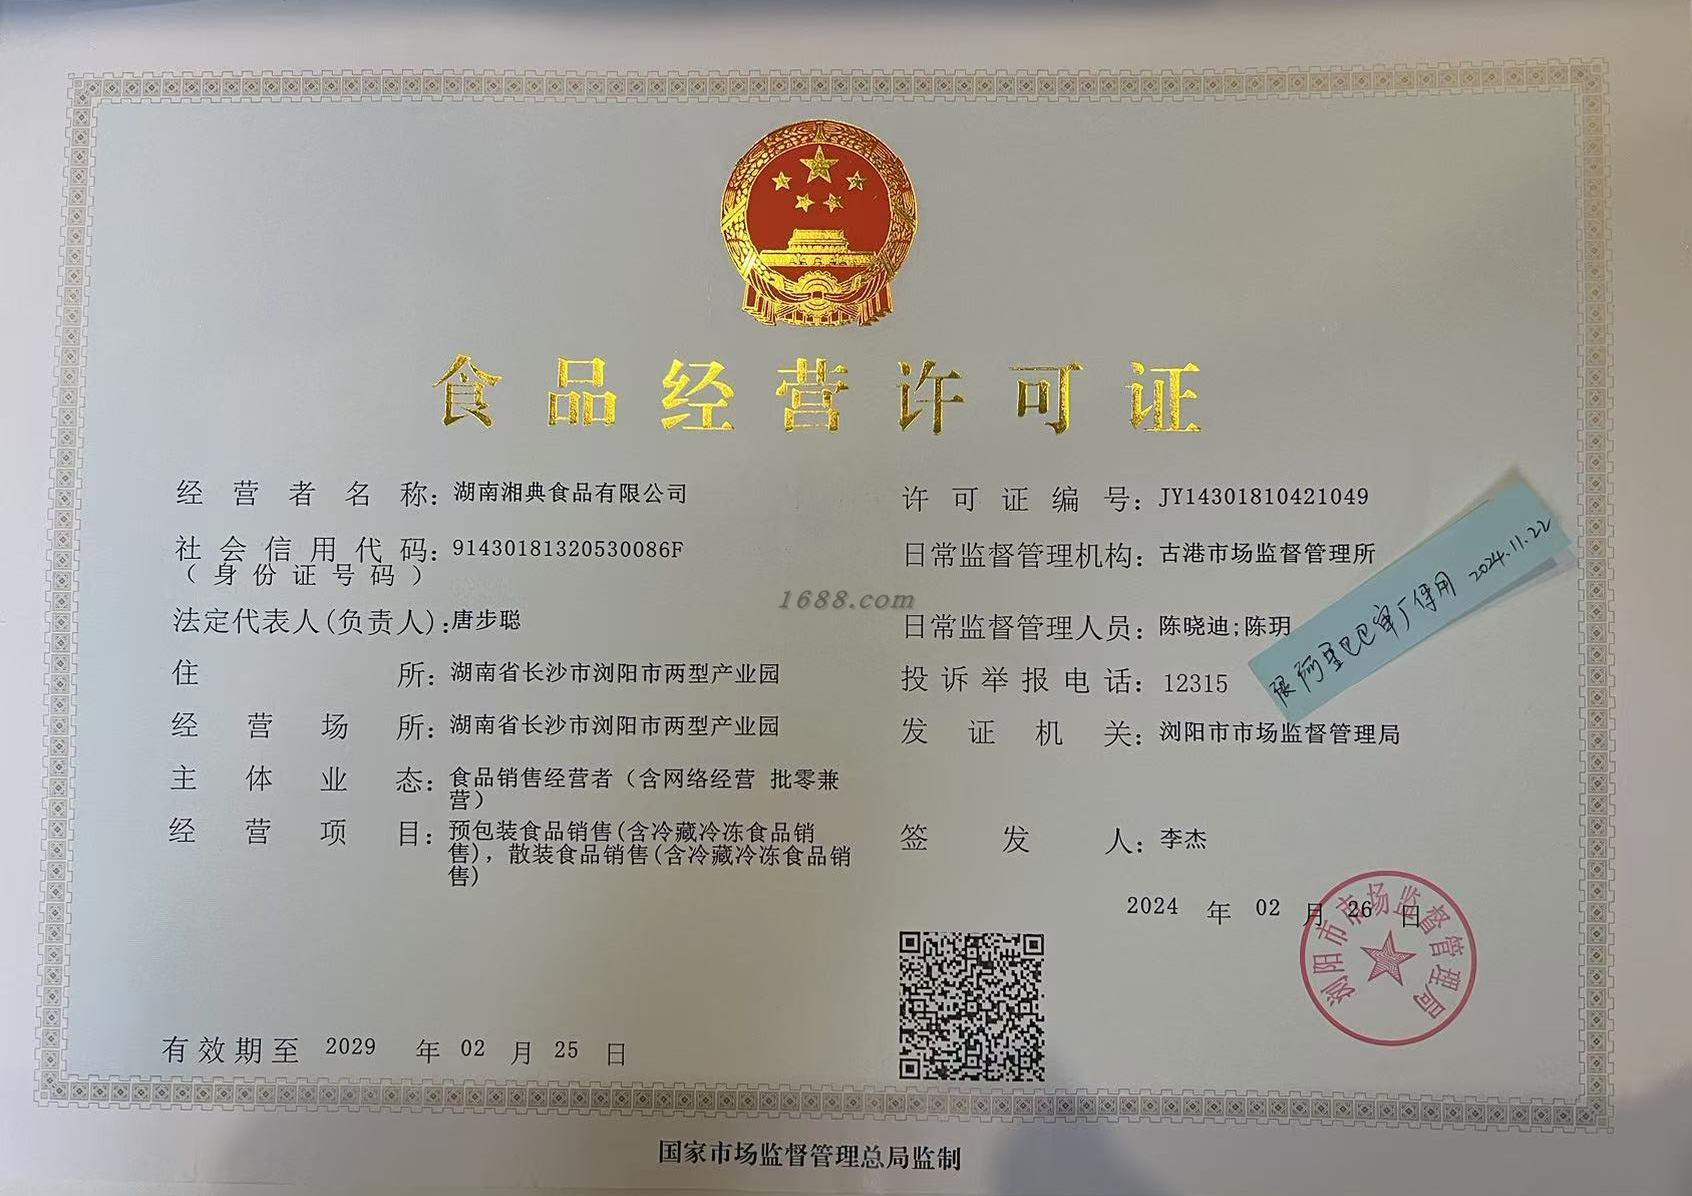 食品经营许可证
经营者名称：湖南湘典食品有限公司
社会信用代码：91430181320530086F
（身份证号码）
法定代表人(负责人)：唐步聪
住所：湖南省长沙市浏阳市两型产业园
经营场所：湖南省长沙市浏阳市两型产业园
主体业态：食品销售经营者（含网络经营 批零兼
营）
经营项目：预包装食品销售(含冷藏冷冻食品销
售)，散装食品销售(含冷藏冷冻食品销
售)
有效期至 2029 年 02 月 25 日
许可证编号：JY14301810421049
日常监督管理机构：古港市场监督管理所
日常监督管理人员：陈晓迪;陈玥
投诉举报电话：12315
发证机关：浏阳市市场监督管理局
签发人：李杰
2024 年 02 月 26 日
浏阳市市场监督管理局
限阿里巴巴审厂使用 2024.11.22
1688.com
国家市场监督管理总局监制